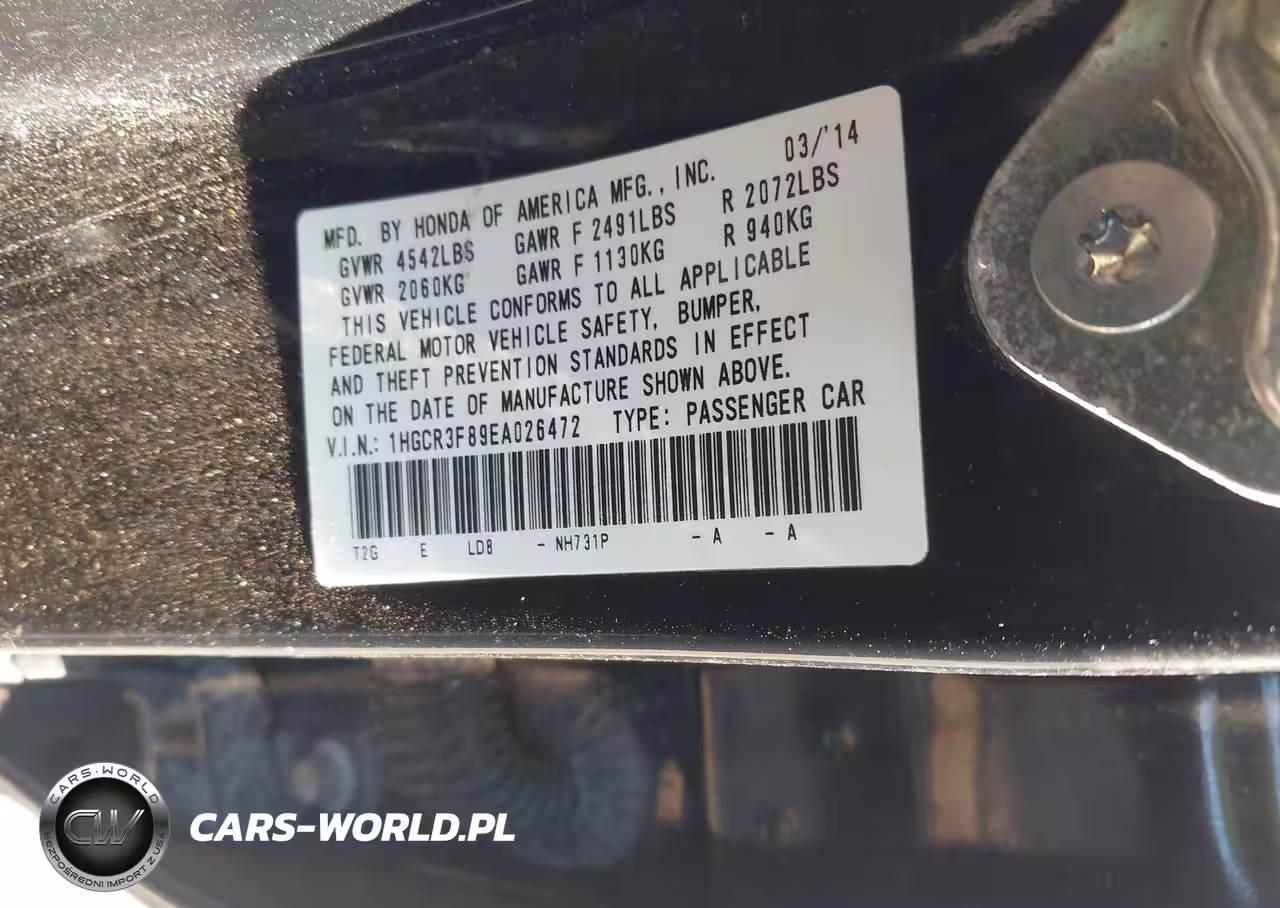 03/'14
MFD. BY HONDA OF AMERICA MFG., INC.
GVWR 4542LBS GAWR F 2491LBS R 2072LBS
GVWR 2060KG GAWR F 1130KG R 940KG
THIS VEHICLE CONFORMS TO ALL APPLICABLE
FEDERAL MOTOR VEHICLE SAFETY, BUMPER,
AND THEFT PREVENTION STANDARDS IN EFFECT
ON THE DATE OF MANUFACTURE SHOWN ABOVE.
V.I.N.: 1HGCR3F89EA026472 TYPE: PASSENGER CAR
T2G E LD8 - NH731P - A - A
CARS·WORLD
CW
BEZPOŚREDNI IMPORT Z USA
CARS-WORLD.PL